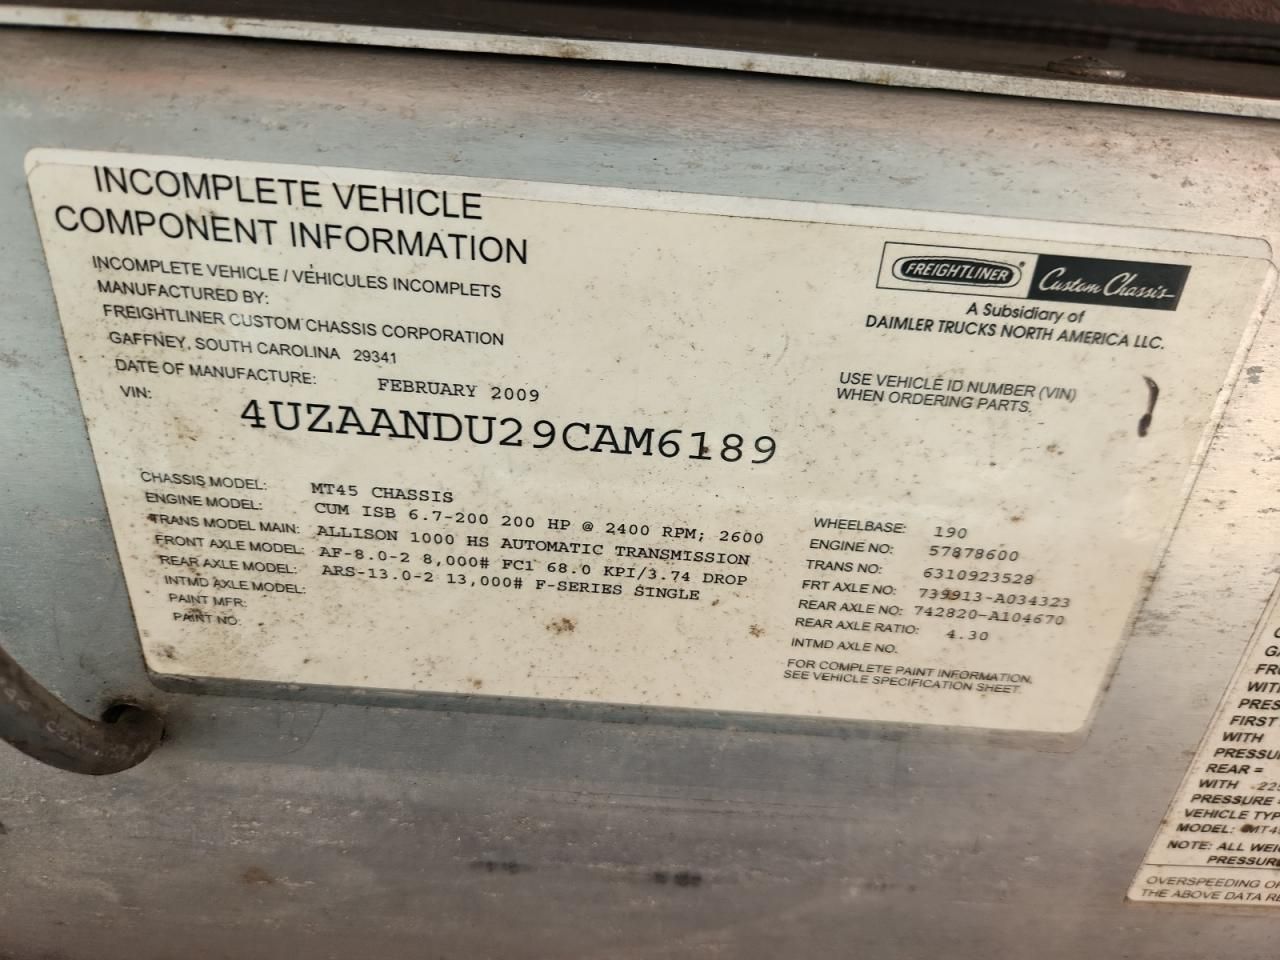 INCOMPLETE VEHICLE
COMPONENT INFORMATION
INCOMPLETE VEHICLE / VÉHICULES INCOMPLETS
MANUFACTURED BY:
FREIGHTLINER CUSTOM CHASSIS CORPORATION
GAFFNEY, SOUTH CAROLINA 29341
DATE OF MANUFACTURE: FEBRUARY 2009
VIN: 4UZAANDU29CAM6189
FREIGHTLINER Custom Chassis
A Subsidiary of
DAIMLER TRUCKS NORTH AMERICA LLC.
USE VEHICLE ID NUMBER (VIN)
WHEN ORDERING PARTS.
CHASSIS MODEL: MT45 CHASSIS
ENGINE MODEL: CUM ISB 6.7-200 200 HP @ 2400 RPM; 2600
TRANS MODEL MAIN: ALLISON 1000 HS AUTOMATIC TRANSMISSION
FRONT AXLE MODEL: AF-8.0-2 8,000# FC1 68.0 KPI/3.74 DROP
REAR AXLE MODEL: ARS-13.0-2 13,000# F-SERIES SINGLE
INTMD AXLE MODEL:
PAINT MFR:
PAINT NO:
WHEELBASE: 190
ENGINE NO: 57878600
TRANS NO: 6310923528
FRT AXLE NO: 739913-A034323
REAR AXLE NO: 742820-A104670
REAR AXLE RATIO: 4.30
INTMD AXLE NO.
FOR COMPLETE PAINT INFORMATION,
SEE VEHICLE SPECIFICATION SHEET.
WITH
PRESS
FIRST
WITH
PRESSU
REAR =
WITH
PRESSURE
VEHICLE TYP
MODEL:
NOTE: ALL WEI
PRESSURE
OVERSPEEDING O
THE ABOVE DATA RE